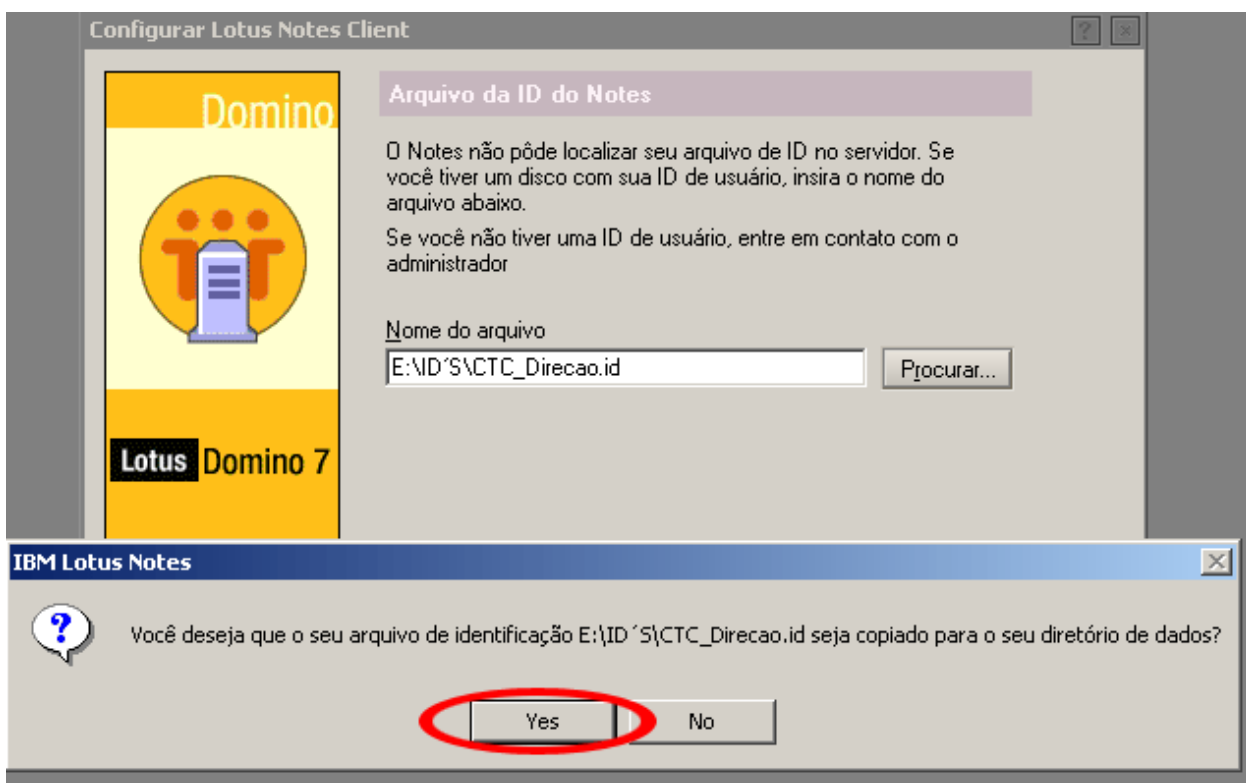 Configurar Lotus Notes Client
Domino
Arquivo da ID do Notes
O Notes não pôde localizar seu arquivo de ID no servidor. Se
você tiver um disco com sua ID de usuário, insira o nome do
arquivo abaixo.
Se você não tiver uma ID de usuário, entre em contato com o
administrador
Nome do arquivo
E:\ID´S\CTC_Direcao.id
Procurar...
Lotus Domino 7
IBM Lotus Notes
Você deseja que o seu arquivo de identificação E:\ID´S\CTC_Direcao.id seja copiado para o seu diretório de dados?
Yes No